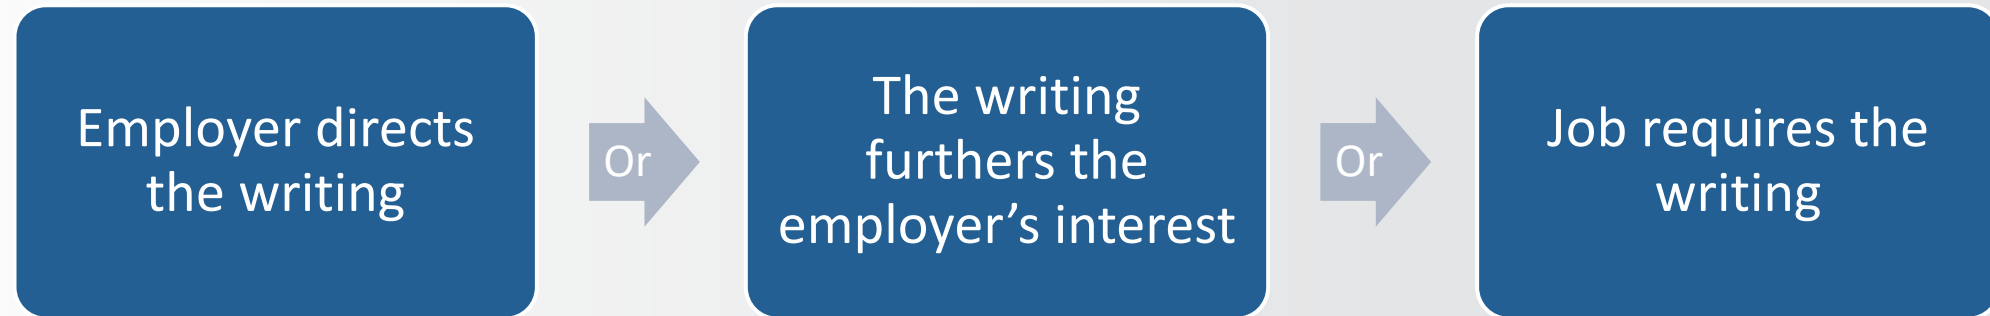 Employer directs
the writing
Or
The writing
furthers the
employer’s interest
Or
Job requires the
writing